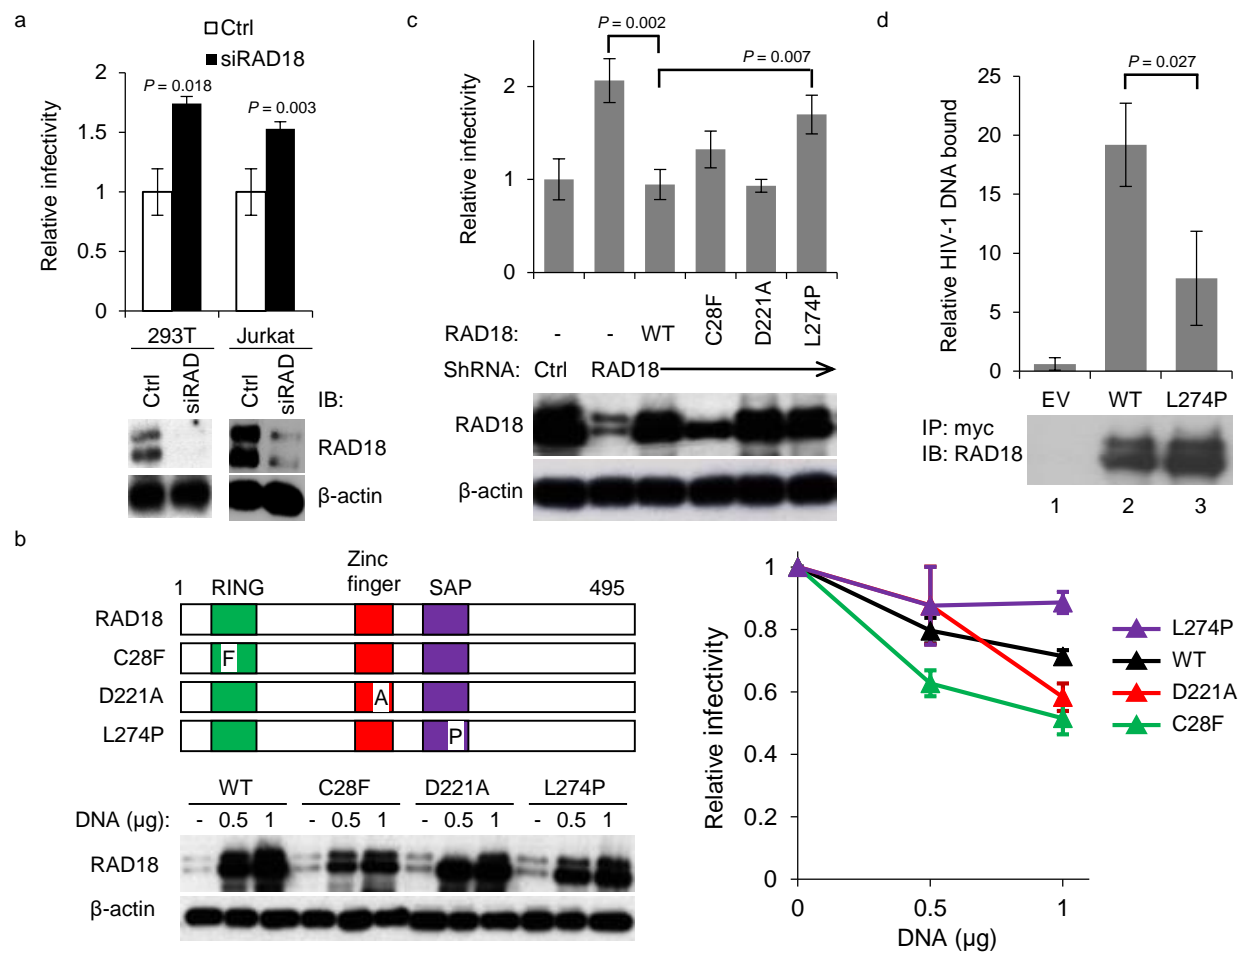 a
Ctrl
siRAD18
Relative infectivity
2
1.5
1
0.5
0
P = 0.018
P = 0.003
293T
Jurkat
Ctrl
siRAD
Ctrl
siRAD
IB:
RAD18
β-actin
c
P = 0.002
P = 0.007
Relative infectivity
2
1
0
RAD18:
-
-
WT
C28F
D221A
L274P
ShRNA:
Ctrl
RAD18
RAD18
β-actin
d
P = 0.027
Relative HIV-1 DNA bound
25
20
15
10
5
0
EV
WT
L274P
IP: myc
IB: RAD18
1
2
3
b
1
RING
Zinc
finger
SAP
495
RAD18
C28F
F
D221A
A
L274P
P
WT
C28F
D221A
L274P
DNA (µg):
- 0.5 1
- 0.5 1
- 0.5 1
- 0.5 1
RAD18
β-actin
Relative infectivity
1
0.8
0.6
0.4
0.2
0
0
0.5
1
DNA (µg)
L274P
WT
D221A
C28F